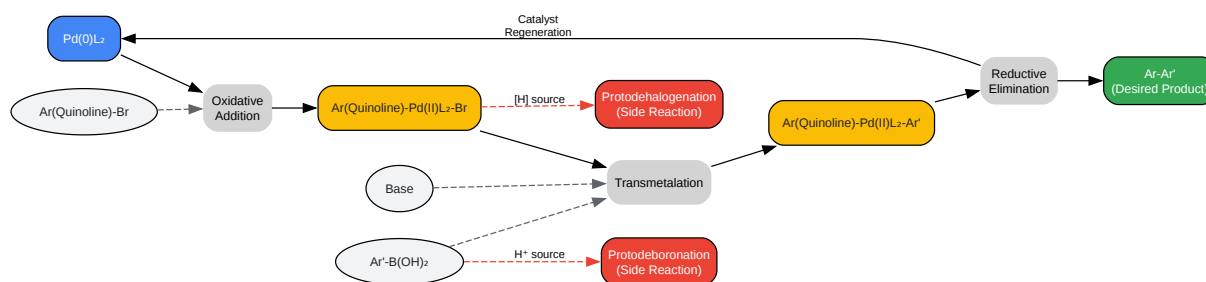 Catalyst
Regeneration
Pd(0)L₂
Ar(Quinoline)-Br
Oxidative
Addition
Ar(Quinoline)-Pd(II)L₂-Br
[H] source
Protodehalogenation
(Side Reaction)
Base
Transmetalation
Ar'-B(OH)₂
H⁺ source
Protodeboronation
(Side Reaction)
Ar(Quinoline)-Pd(II)L₂-Ar'
Reductive
Elimination
Ar-Ar'
(Desired Product)